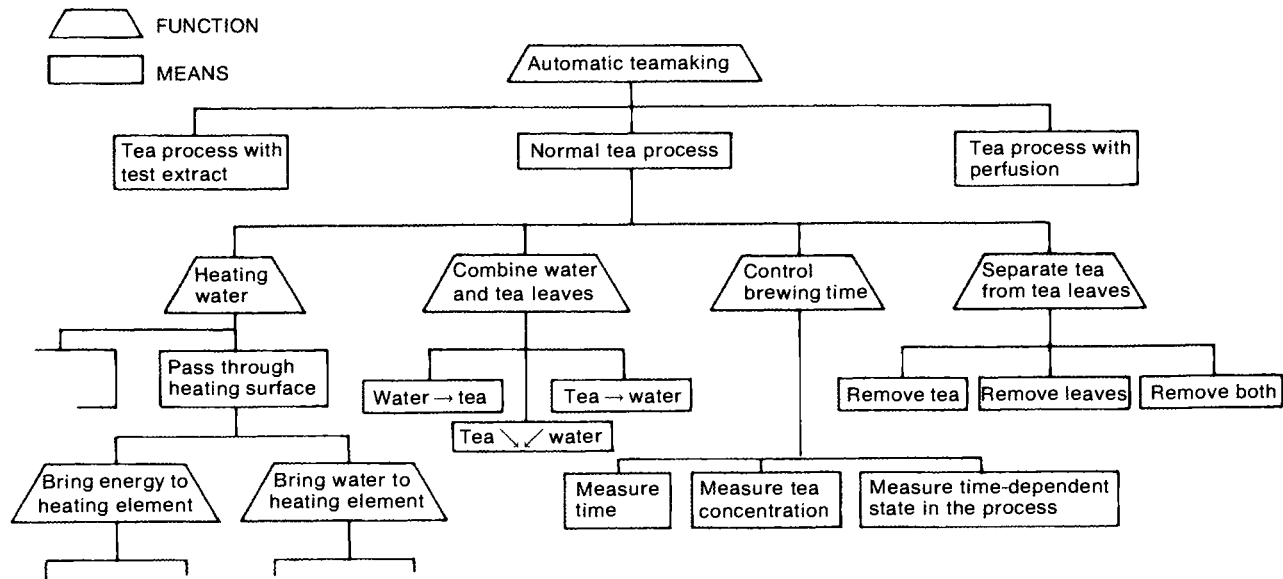 FUNCTION
MEANS
Automatic teamaking
Tea process with
test extract
Normal tea process
Tea process with
perfusion
Heating
water
Combine water
and tea leaves
Control
brewing time
Separate tea
from tea leaves
Pass through
heating surface
Water → tea
Tea → water
Tea ↘↙ water
Remove tea
Remove leaves
Remove both
Bring energy to
heating element
Bring water to
heating element
Measure
time
Measure tea
concentration
Measure time-dependent
state in the process